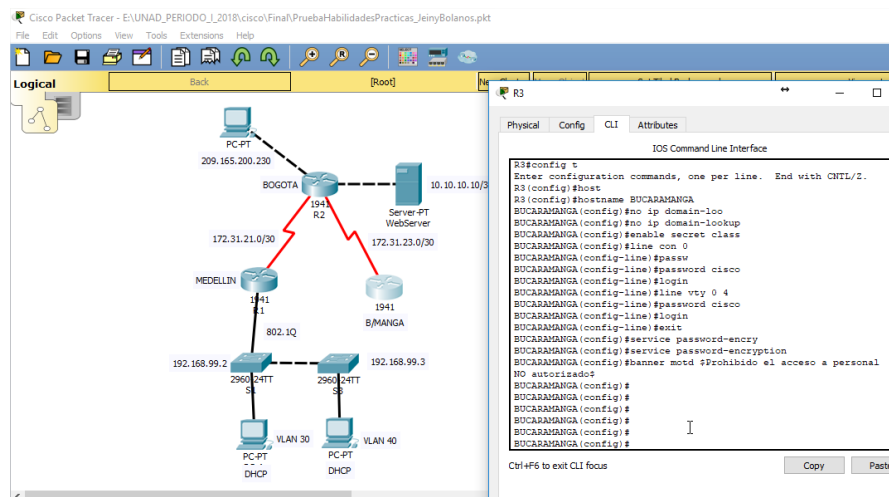 Cisco Packet Tracer - E:\UNAD_PERIODO_I_2018\cisco\Final\PruebaHabilidadesPracticas_JeinyBolanos.pkt
File Edit Options View Tools Extensions Help
Logical
Back
[Root]
PC-PT
209.165.200.230
BOGOTA
1941
R2
10.10.10.10/3
Server-PT
WebServer
172.31.21.0/30
172.31.23.0/30
MEDELLIN
1941
R1
1941
B/MANGA
802.1Q
192.168.99.2
192.168.99.3
2960-24TT
S1
2960-24TT
S3
VLAN 30
VLAN 40
PC-PT
DHCP
PC-PT
DHCP
R3
Physical Config CLI Attributes
IOS Command Line Interface
R3#config t
Enter configuration commands, one per line. End with CNTL/Z.
R3(config)#host
R3(config)#hostname BUCARAMANGA
BUCARAMANGA(config)#no ip domain-loo
BUCARAMANGA(config)#no ip domain-lookup
BUCARAMANGA(config)#enable secret class
BUCARAMANGA(config)#line con 0
BUCARAMANGA(config-line)#passw
BUCARAMANGA(config-line)#password cisco
BUCARAMANGA(config-line)#login
BUCARAMANGA(config-line)#line vty 0 4
BUCARAMANGA(config-line)#password cisco
BUCARAMANGA(config-line)#login
BUCARAMANGA(config-line)#exit
BUCARAMANGA(config)#service password-encry
BUCARAMANGA(config)#service password-encryption
BUCARAMANGA(config)#banner motd $Prohibido el acceso a personal
NO autorizado$
BUCARAMANGA(config)#
BUCARAMANGA(config)#
BUCARAMANGA(config)#
BUCARAMANGA(config)#
BUCARAMANGA(config)#
BUCARAMANGA(config)#
Ctrl+F6 to exit CLI focus
Copy
Paste